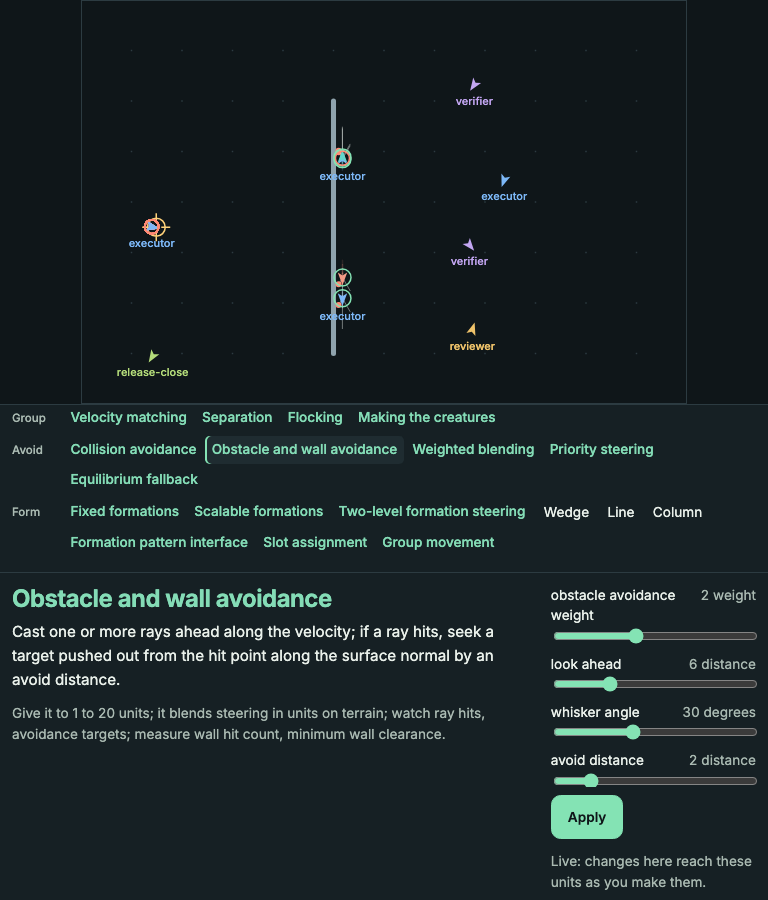 verifier
executor
executor
executor
verifier
executor
reviewer
release-close
Group Velocity matching Separation Flocking Making the creatures
Avoid Collision avoidance Obstacle and wall avoidance Weighted blending Priority steering
Equilibrium fallback
Form Fixed formations Scalable formations Two-level formation steering Wedge Line Column
Formation pattern interface Slot assignment Group movement
Obstacle and wall avoidance
Cast one or more rays ahead along the velocity; if a ray hits, seek a
target pushed out from the hit point along the surface normal by an
avoid distance.
Give it to 1 to 20 units; it blends steering in units on terrain; watch ray hits,
avoidance targets; measure wall hit count, minimum wall clearance.
obstacle avoidance 2 weight
weight
look ahead 6 distance
whisker angle 30 degrees
avoid distance 2 distance
Apply
Live: changes here reach these
units as you make them.